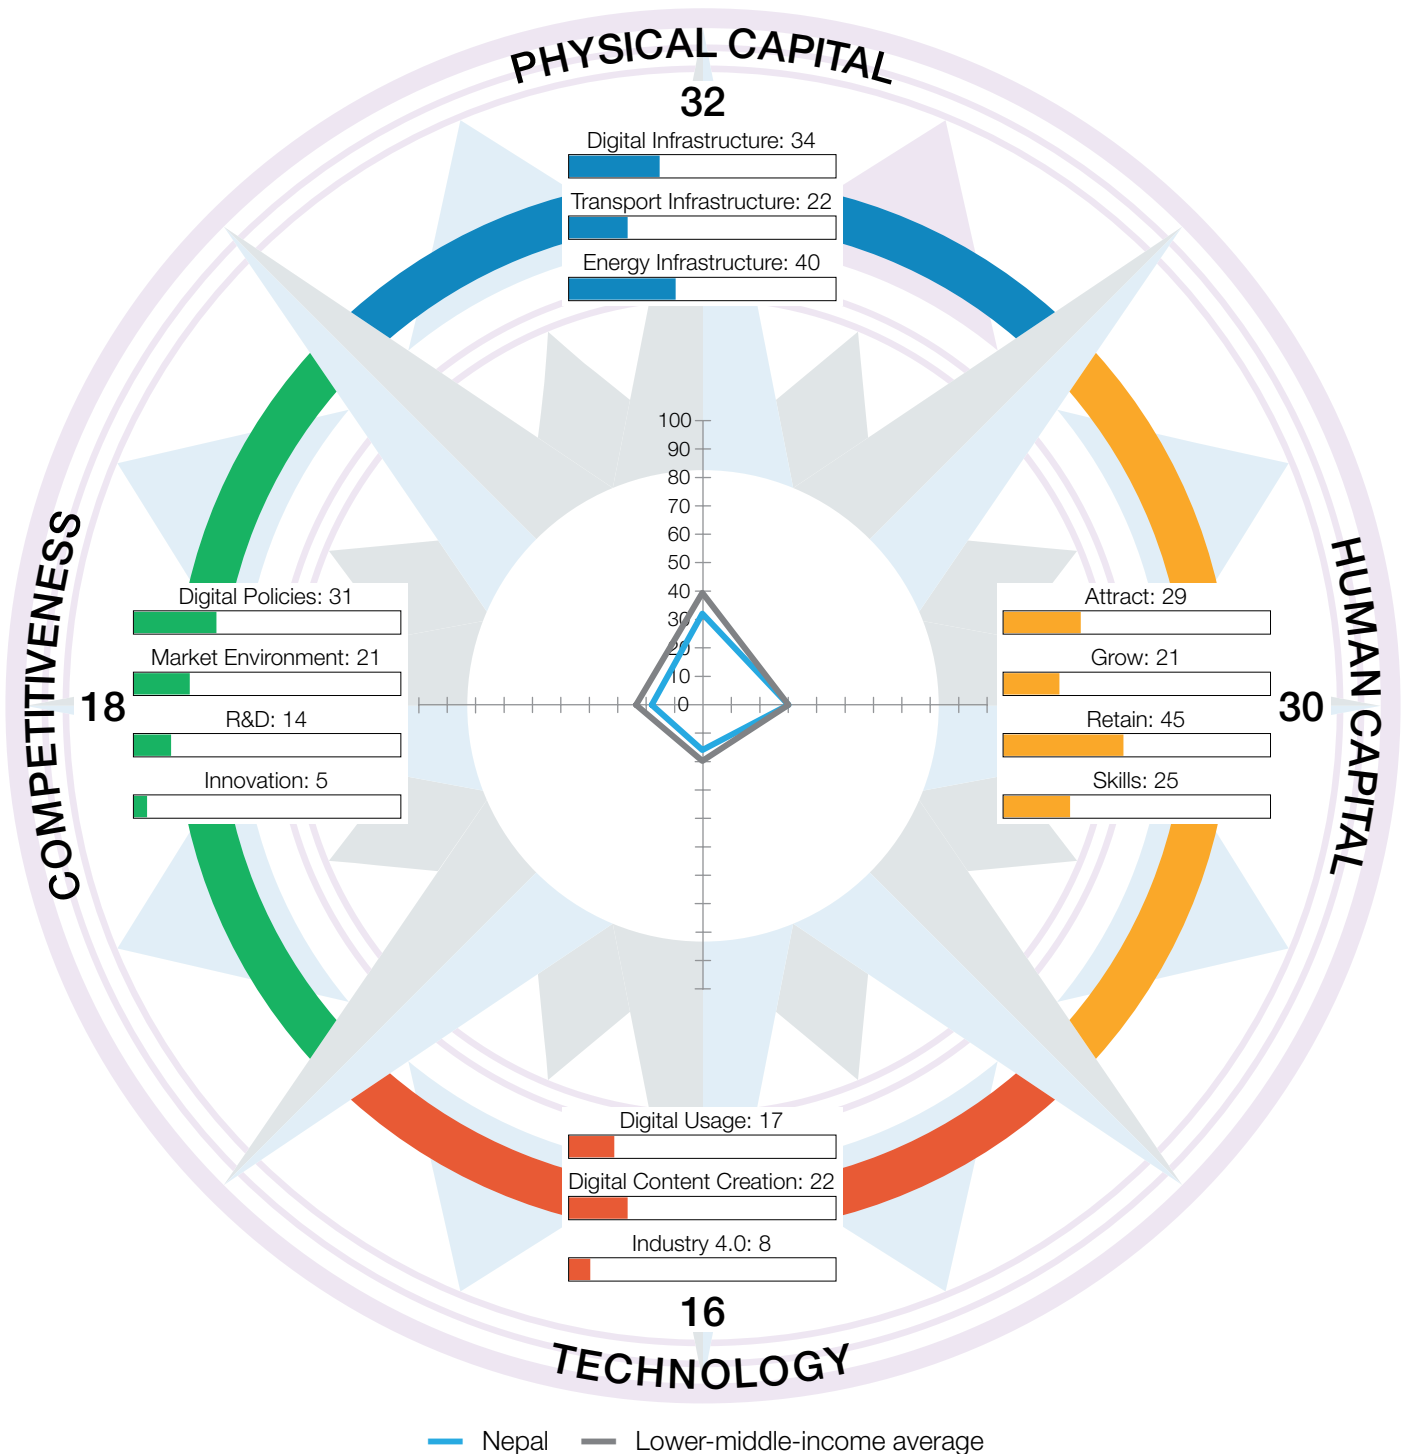 PHYSICAL CAPITAL
32
Digital Infrastructure: 34
Transport Infrastructure: 22
Energy Infrastructure: 40
100
90
80
70
60
50
40
30
20
10
0
COMPETITIVENESS
18
Digital Policies: 31
Market Environment: 21
R&D: 14
Innovation: 5
HUMAN CAPITAL
30
Attract: 29
Grow: 21
Retain: 45
Skills: 25
Digital Usage: 17
Digital Content Creation: 22
Industry 4.0: 8
16
TECHNOLOGY
Nepal
Lower-middle-income average